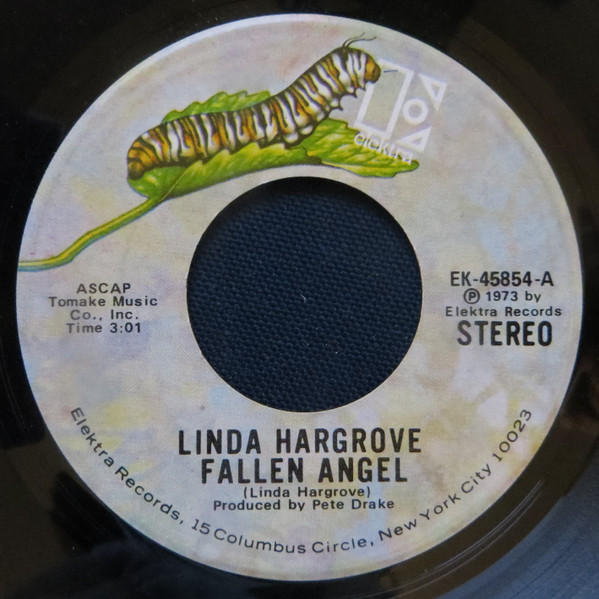 elektra
ASCAP
Tomake Music
Co., Inc.
Time 3:01
EK-45854-A
Ⓟ 1973 by
Elektra Records
STEREO
LINDA HARGROVE
FALLEN ANGEL
(Linda Hargrove)
Produced by Pete Drake
Elektra Records, 15 Columbus Circle, New York City 10023